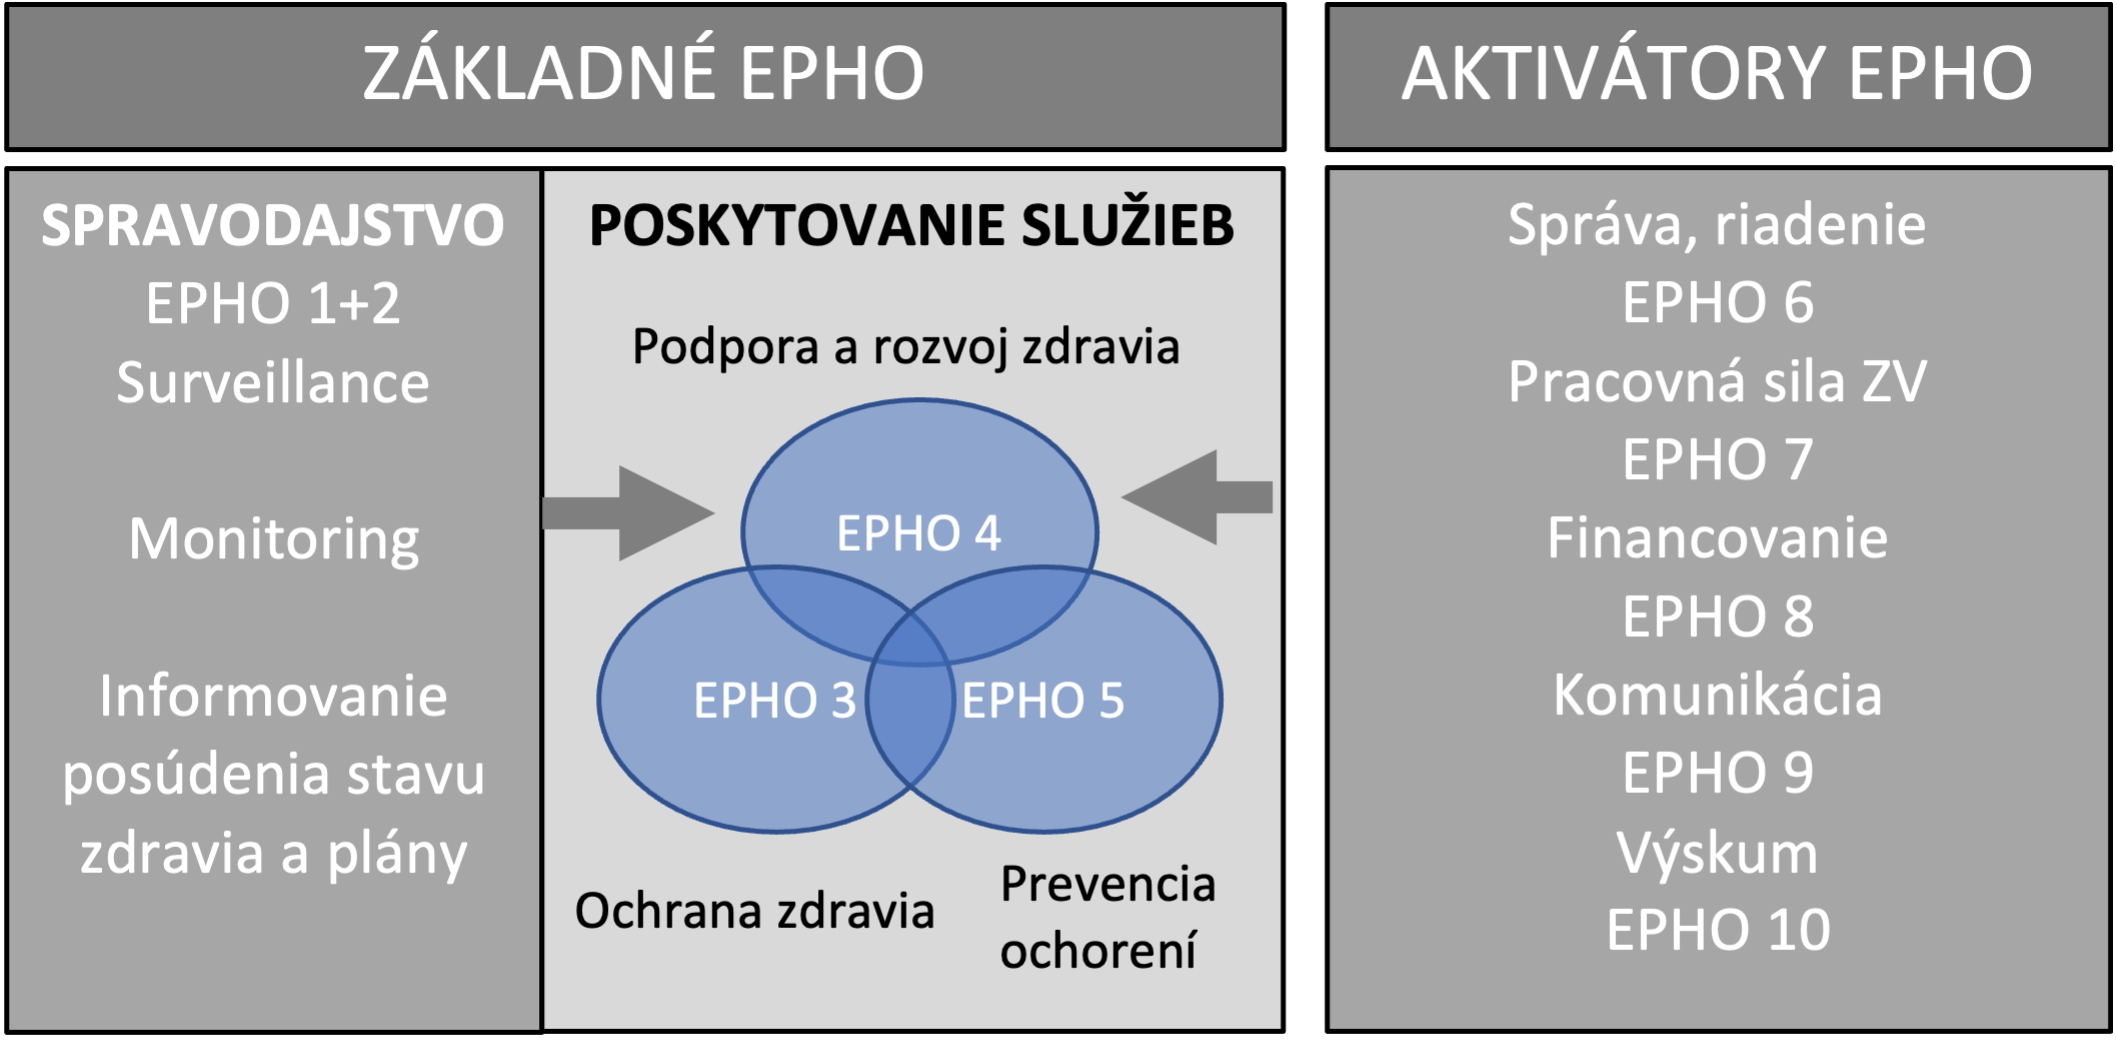 ZÁKLADNÉ EPHO
AKTIVÁTORY EPHO
SPRAVODAJSTVO
EPHO 1+2
Surveillance
Monitoring
Informovanie
posúdenia stavu
zdravia a plány
POSKYTOVANIE SLUŽIEB
Podpora a rozvoj zdravia
EPHO 4
EPHO 3
EPHO 5
Ochrana zdravia
Prevencia
ochorení
Správa, riadenie
EPHO 6
Pracovná sila ZV
EPHO 7
Financovanie
EPHO 8
Komunikácia
EPHO 9
Výskum
EPHO 10